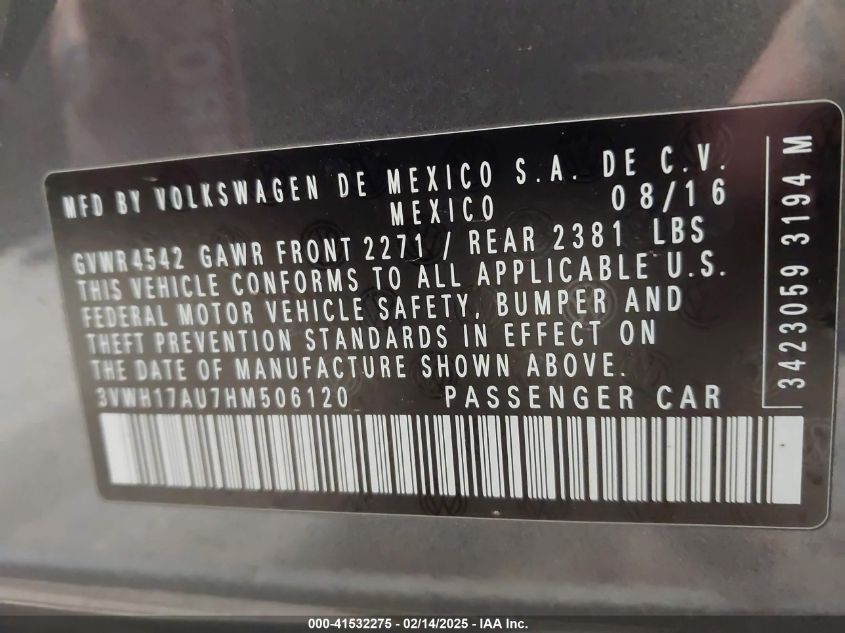 MFD BY VOLKSWAGEN DE MEXICO S.A. DE C.V.
MEXICO 08/16
GVWR4542 GAWR FRONT 2271 / REAR 2381 LBS
THIS VEHICLE CONFORMS TO ALL APPLICABLE U.S.
FEDERAL MOTOR VEHICLE SAFETY, BUMPER AND
THEFT PREVENTION STANDARDS IN EFFECT ON
THE DATE OF MANUFACTURE SHOWN ABOVE.
3VWH17AU7HM506120 PASSENGER CAR
3423059 3194 M
000-41532275 - 02/14/2025 - IAA Inc.